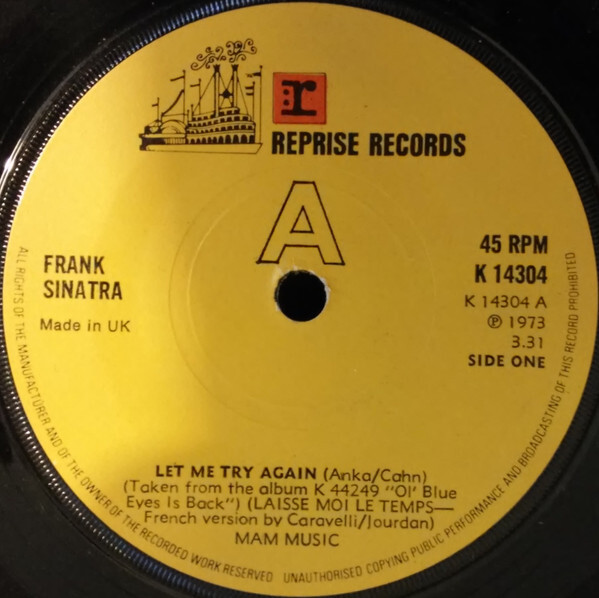 r
REPRISE RECORDS
A
FRANK
SINATRA
Made in UK
45 RPM
K 14304
K 14304 A
℗ 1973
3.31
SIDE ONE
LET ME TRY AGAIN (Anka/Cahn)
(Taken from the album K 44249 "Ol' Blue
Eyes Is Back") (LAISSE MOI LE TEMPS—
French version by Caravelli/Jourdan)
MAM MUSIC
ALL RIGHTS OF THE MANUFACTURER AND OF THE OWNER OF THE RECORDED WORK RESERVED UNAUTHORISED COPYING PUBLIC PERFORMANCE AND BROADCASTING OF THIS RECORD PROHIBITED